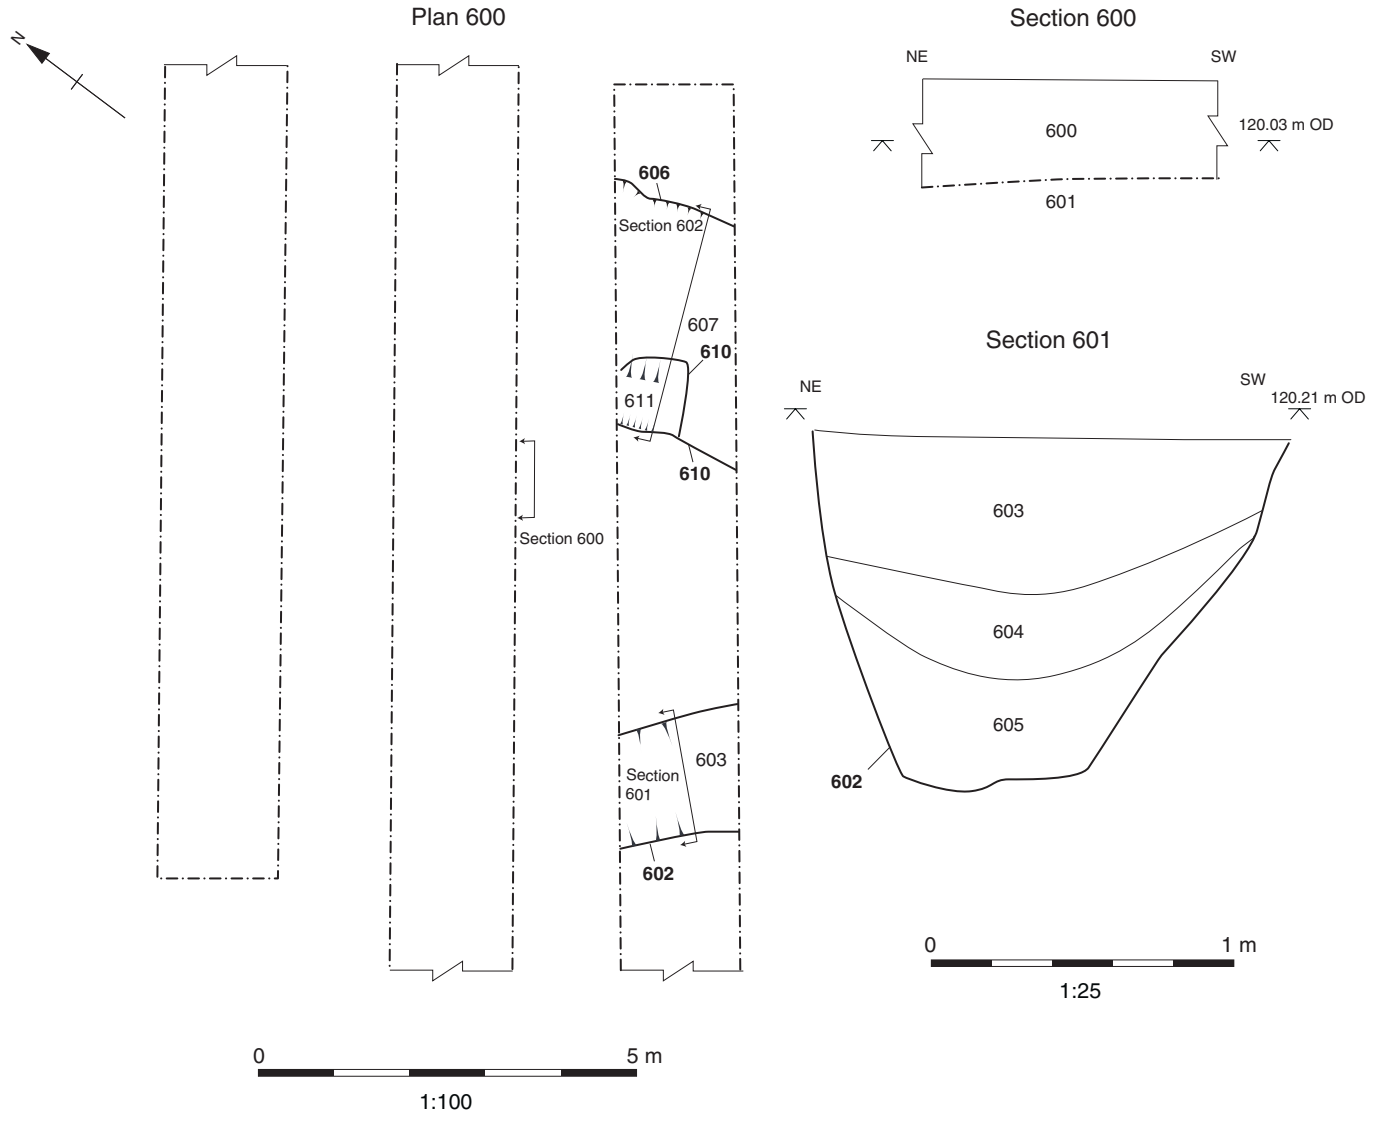 Plan 600
N
606
Section 602
607
610
611
610
Section 600
603
Section
601
602
0 5 m
1:100
Section 600
NE SW
600
120.03 m OD
601
Section 601
NE SW
120.21 m OD
603
604
605
602
0 1 m
1:25